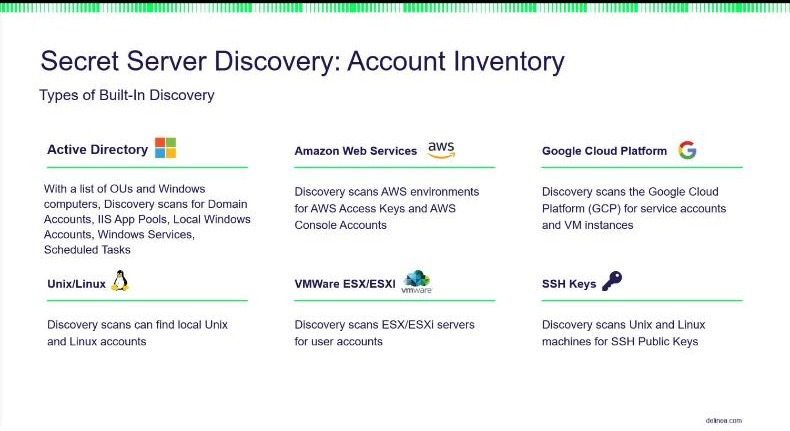 Secret Server Discovery: Account Inventory
Types of Built-In Discovery
Active Directory
With a list of OUs and Windows
computers, Discovery scans for Domain
Accounts, IIS App Pools, Local Windows
Accounts, Windows Services,
Scheduled Tasks
Amazon Web Services
aws
Discovery scans AWS environments
for AWS Access Keys and AWS
Console Accounts
Google Cloud Platform
G
Discovery scans the Google Cloud
Platform (GCP) for service accounts
and VM instances
Unix/Linux
Discovery scans can find local Unix
and Linux accounts
VMWare ESX/ESXI
vmware
Discovery scans ESX/ESXi servers
for user accounts
SSH Keys
Discovery scans Unix and Linux
machines for SSH Public Keys
delinea.com